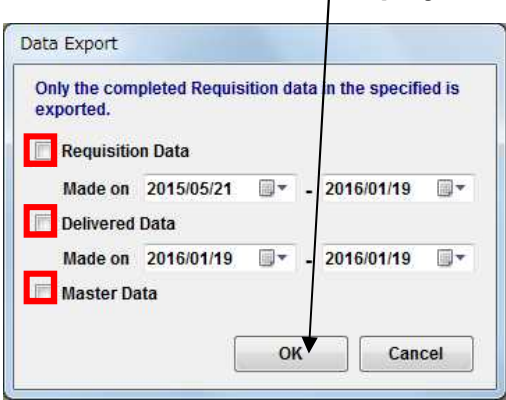 Data Export
Only the completed Requisition data in the specified is
exported.
Requisition Data
Made on 2015/05/21 - 2016/01/19
Delivered Data
Made on 2016/01/19 - 2016/01/19
Master Data
OK Cancel